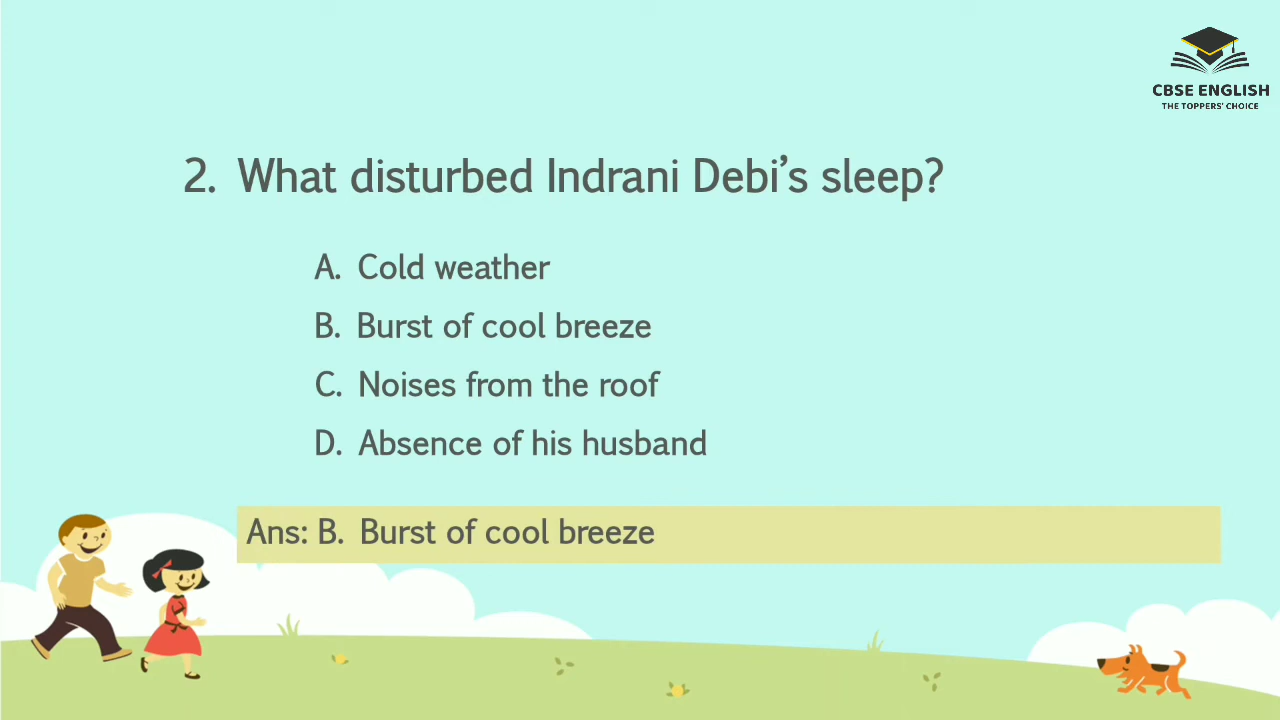 CBSE ENGLISH
THE TOPPERS' CHOICE
2. What disturbed Indrani Debi's sleep?
A. Cold weather
B. Burst of cool breeze
C. Noises from the roof
D. Absence of his husband
Ans: B. Burst of cool breeze